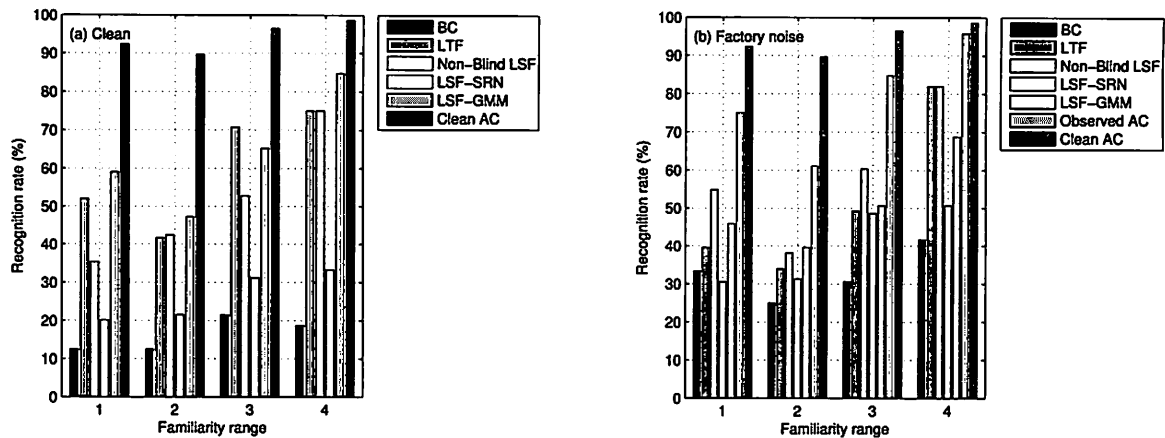 (a) Clean
100
90
80
70
60
50
40
30
20
10
0
Recognition rate (%)
1 2 3 4
Familiarity range
BC
LTF
Non-Blind LSF
LSF-SRN
LSF-GMM
Clean AC
(b) Factory noise
100
90
80
70
60
50
40
30
20
10
0
Recognition rate (%)
1 2 3 4
Familiarity range
BC
LTF
Non-Blind LSF
LSF-SRN
LSF-GMM
Observed AC
Clean AC